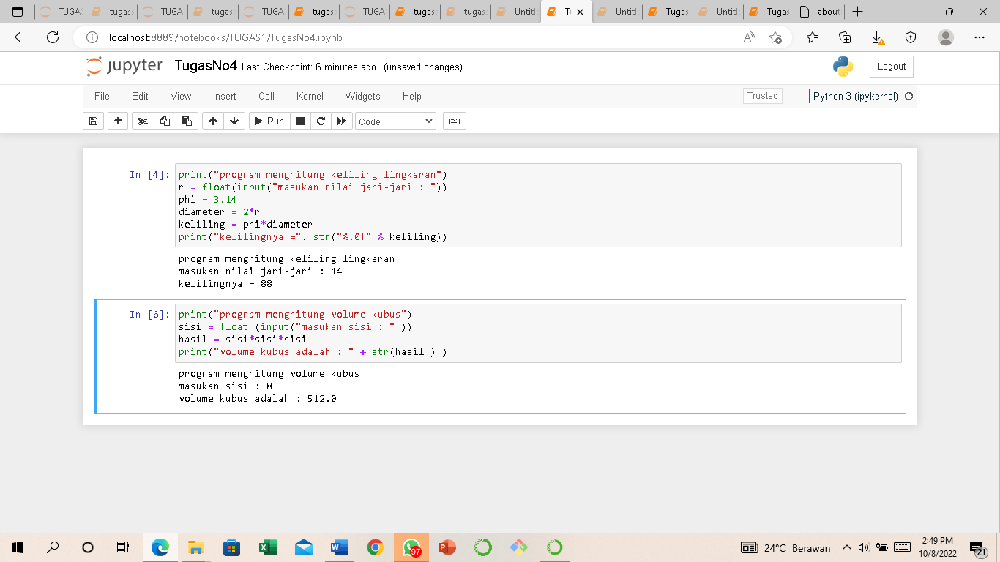 TUGA tugas TUGA tugas: TUGA tugas TUGA tugas: tugas: Untitle T Untitle Tugas Untitle Tugas about
localhost:8889/notebooks/TUGAS1/TugasNo4.ipynb
jupyter TugasNo4 Last Checkpoint: 6 minutes ago (unsaved changes) Logout
File Edit View Insert Cell Kernel Widgets Help Trusted Python 3 (ipykernel)
Run Code
In [4]: print("program menghitung keliling lingkaran")
r = float(input("masukan nilai jari-jari : "))
phi = 3.14
diameter = 2*r
keliling = phi*diameter
print("kelilingnya =", str("%.0f" % keliling))
program menghitung keliling lingkaran
masukan nilai jari-jari : 14
kelilingnya = 88
In [6]: print("program menghitung volume kubus")
sisi = float (input("masukan sisi : " ))
hasil = sisi*sisi*sisi
print("volume kubus adalah : " + str(hasil ) )
program menghitung volume kubus
masukan sisi : 8
volume kubus adalah : 512.0
97 24°C Berawan 2:49 PM
10/8/2022 21